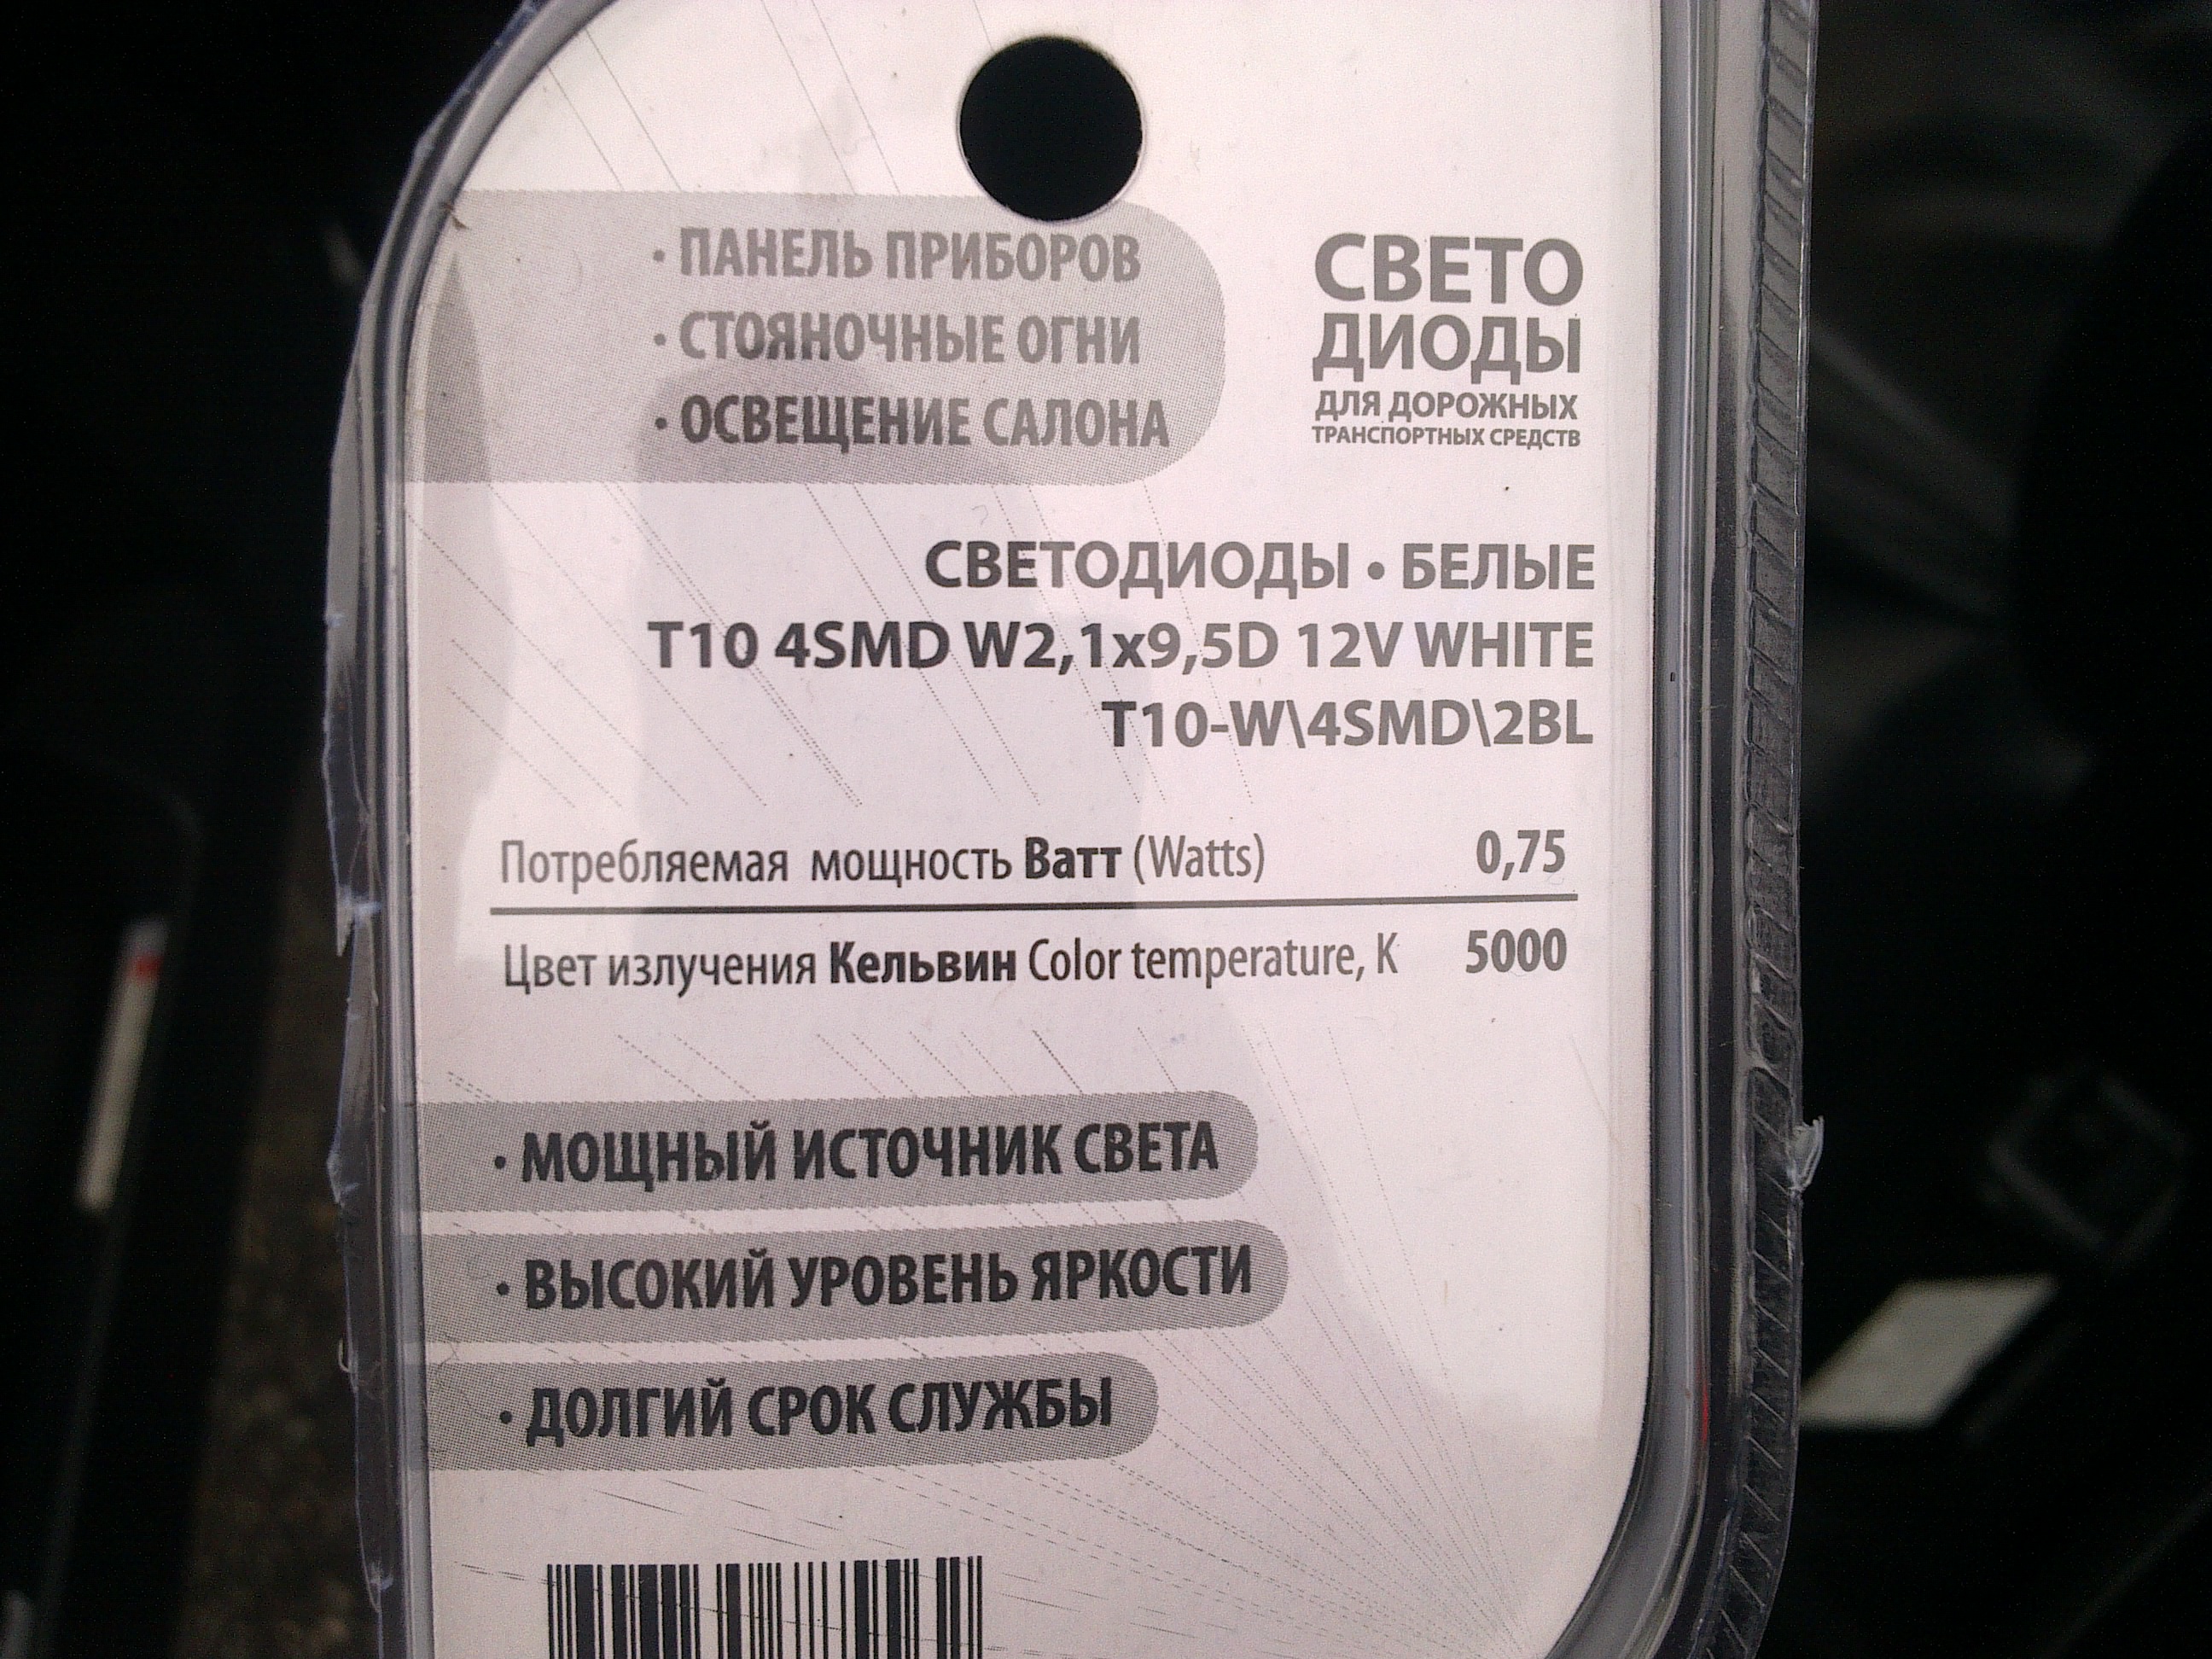 • ПАНЕЛЬ ПРИБОРОВ
• СТОЯНОЧНЫЕ ОГНИ
• ОСВЕЩЕНИЕ САЛОНА
СВЕТО
ДИОДЫ
ДЛЯ ДОРОЖНЫХ
ТРАНСПОРТНЫХ СРЕДСТВ
СВЕТОДИОДЫ • БЕЛЫЕ
T10 4SMD W2,1x9,5D 12V WHITE
T10-W\4SMD\2BL
Потребляемая мощность Ватт (Watts) 0,75
Цвет излучения Кельвин Color temperature, K 5000
• МОЩНЫЙ ИСТОЧНИК СВЕТА
• ВЫСОКИЙ УРОВЕНЬ ЯРКОСТИ
• ДОЛГИЙ СРОК СЛУЖБЫ